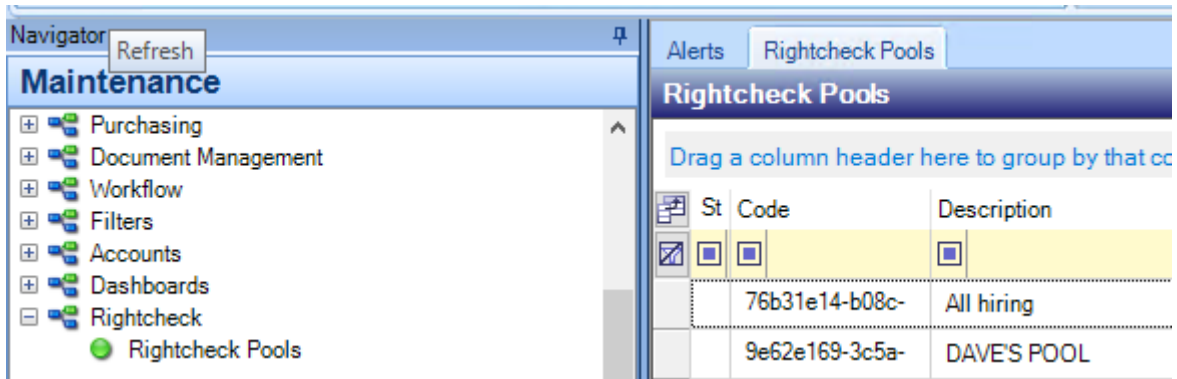 Navigator
Refresh
Maintenance
Purchasing
Document Management
Workflow
Filters
Accounts
Dashboards
Rightcheck
Rightcheck Pools
Alerts
Rightcheck Pools
Rightcheck Pools
Drag a column header here to group by that co
St Code Description
76b31e14-b08c- All hiring
9e62e169-3c5a- DAVE'S POOL